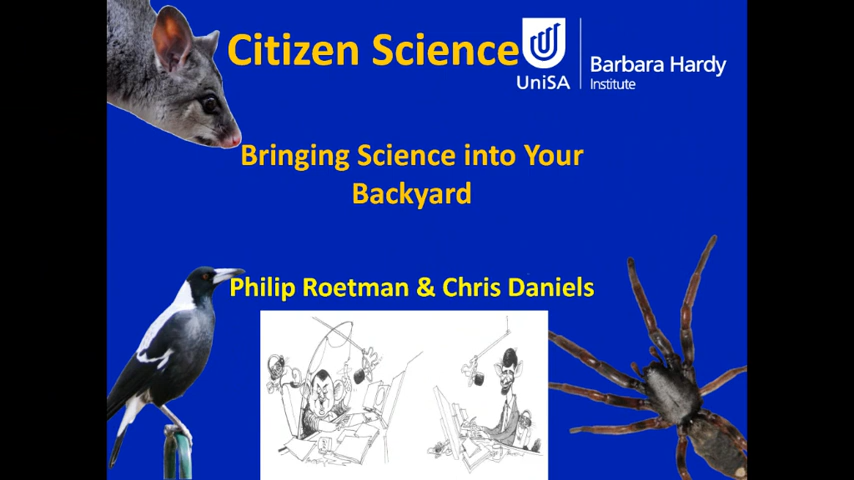 Citizen Science
UniSA
Barbara Hardy
Institute
Bringing Science into Your
Backyard
Philip Roetman & Chris Daniels